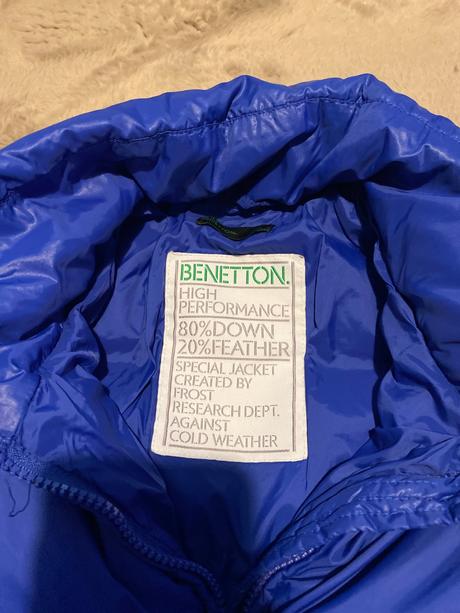 BENETTON.
HIGH
PERFORMANCE
80%DOWN
20%FEATHER
SPECIAL JACKET
CREATED BY
FROST
RESEARCH DEPT.
AGAINST
COLD WEATHER